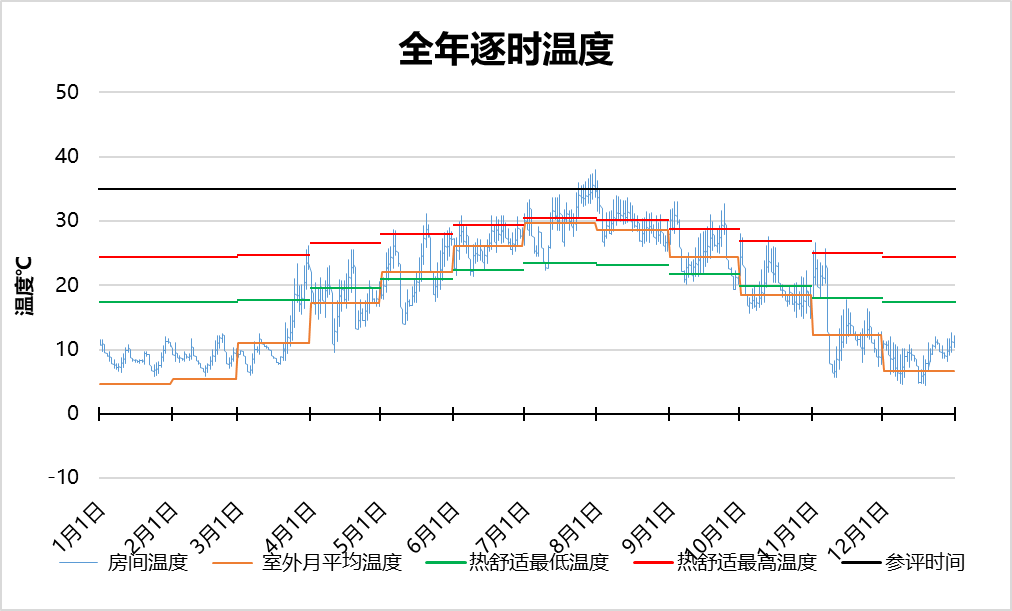 全年逐时温度
50
40
30
20
10
0
-10
温度℃
1月1日
2月1日
3月1日
4月1日
5月1日
6月1日
7月1日
8月1日
9月1日
10月1日
11月1日
12月1日
房间温度 室外月平均温度 热舒适最低温度 热舒适最高温度 参评时间